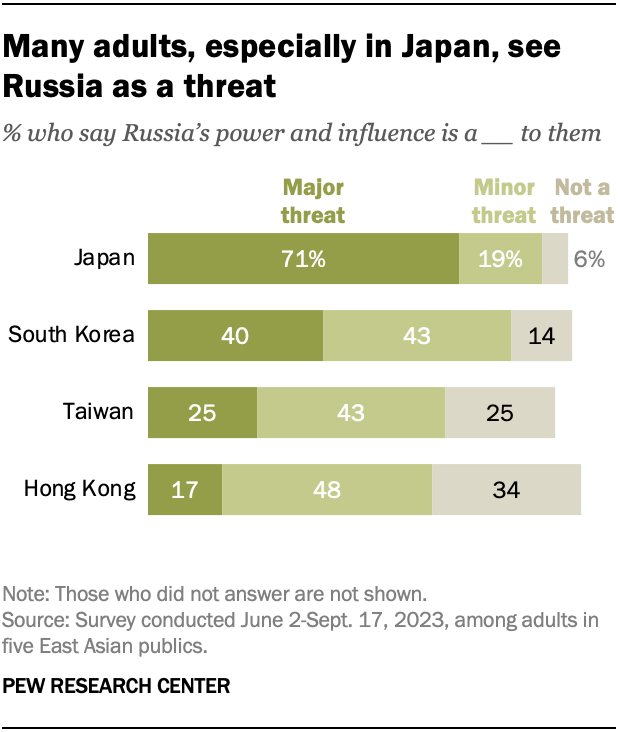 Many adults, especially in Japan, see
Russia as a threat
% who say Russia’s power and influence is a __ to them
Major threat Minor threat Not a threat
Japan 71% 19% 6%
South Korea 40 43 14
Taiwan 25 43 25
Hong Kong 17 48 34
Note: Those who did not answer are not shown.
Source: Survey conducted June 2-Sept. 17, 2023, among adults in
five East Asian publics.
PEW RESEARCH CENTER